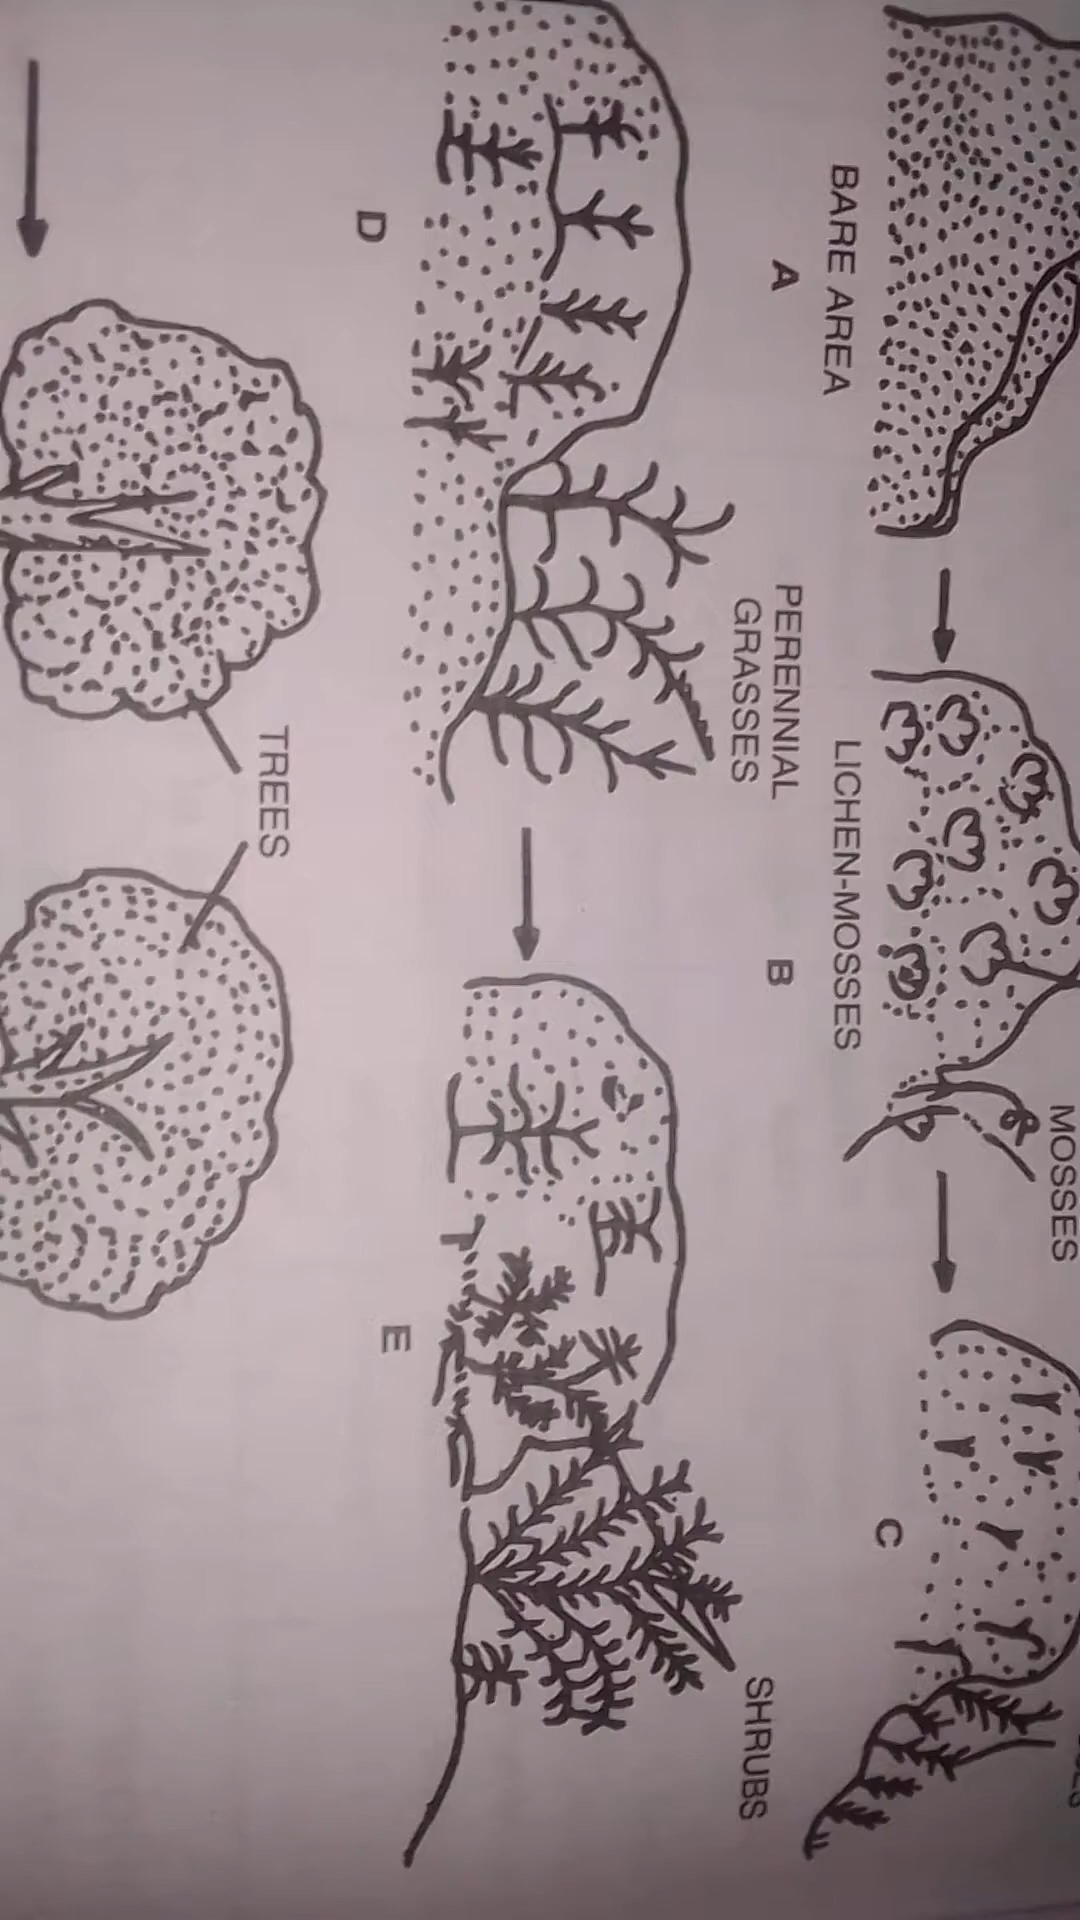 MOSSES
BARE AREA
LICHEN-MOSSES
A
B
C
PERENNIAL
GRASSES
SHRUBS
D
E
TREES